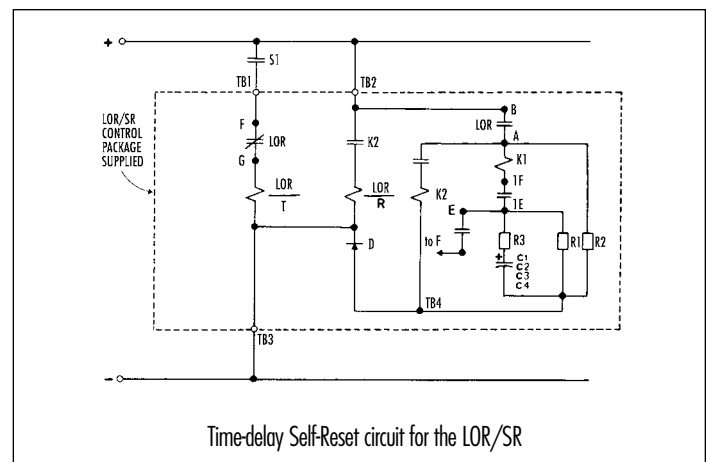 +
S1
TB1
TB2
LOR/SR
CONTROL
PACKAGE
SUPPLIED
F
LOR
G
LOR
T
K2
LOR
R
D
K2
B
LOR
A
K1
1F
1E
E
to F
R3
+
C1
C2
C3
C4
R1
R2
TB4
TB3
-
Time-delay Self-Reset circuit for the LOR/SR